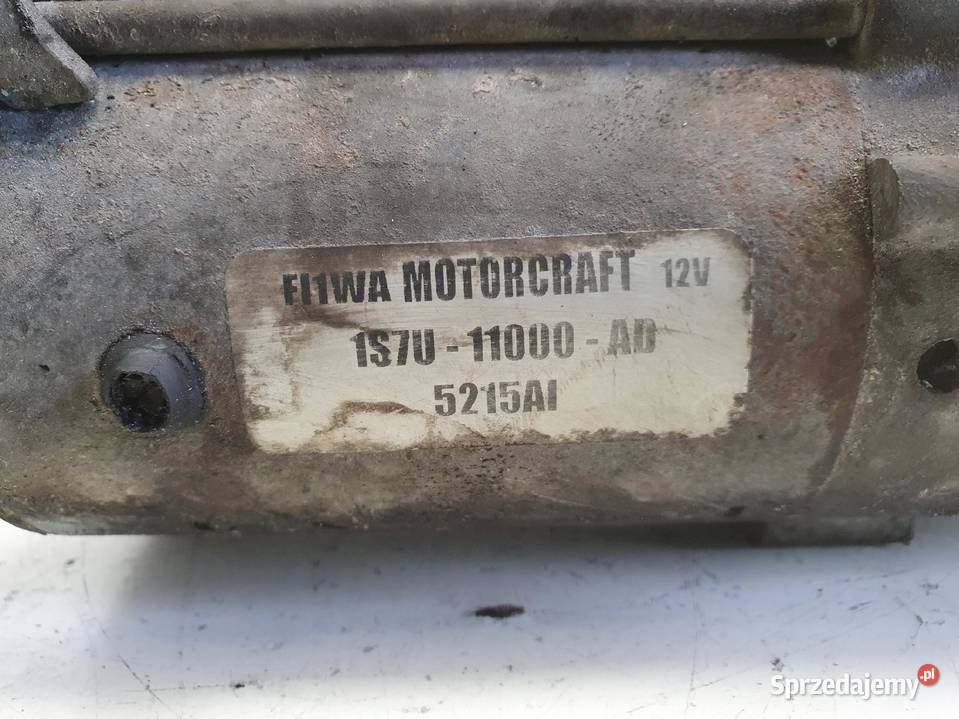 FI1WA MOTORCRAFT 12V
1S7U - 11000 - AD
5215AI
Sprzedajemy.pl